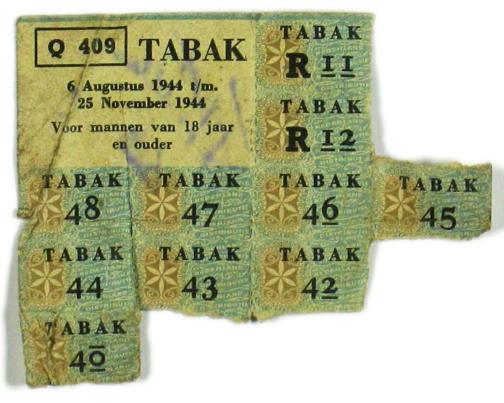 Q 409 TABAK
6 Augustus 1944 t/m.
25 November 1944
Voor mannen van 18 jaar
en ouder
TABAK
R 11
TABAK
R 12
TABAK TABAK TABAK TABAK
48 47 46 45
TABAK TABAK TABAK
44 43 42
TABAK
40